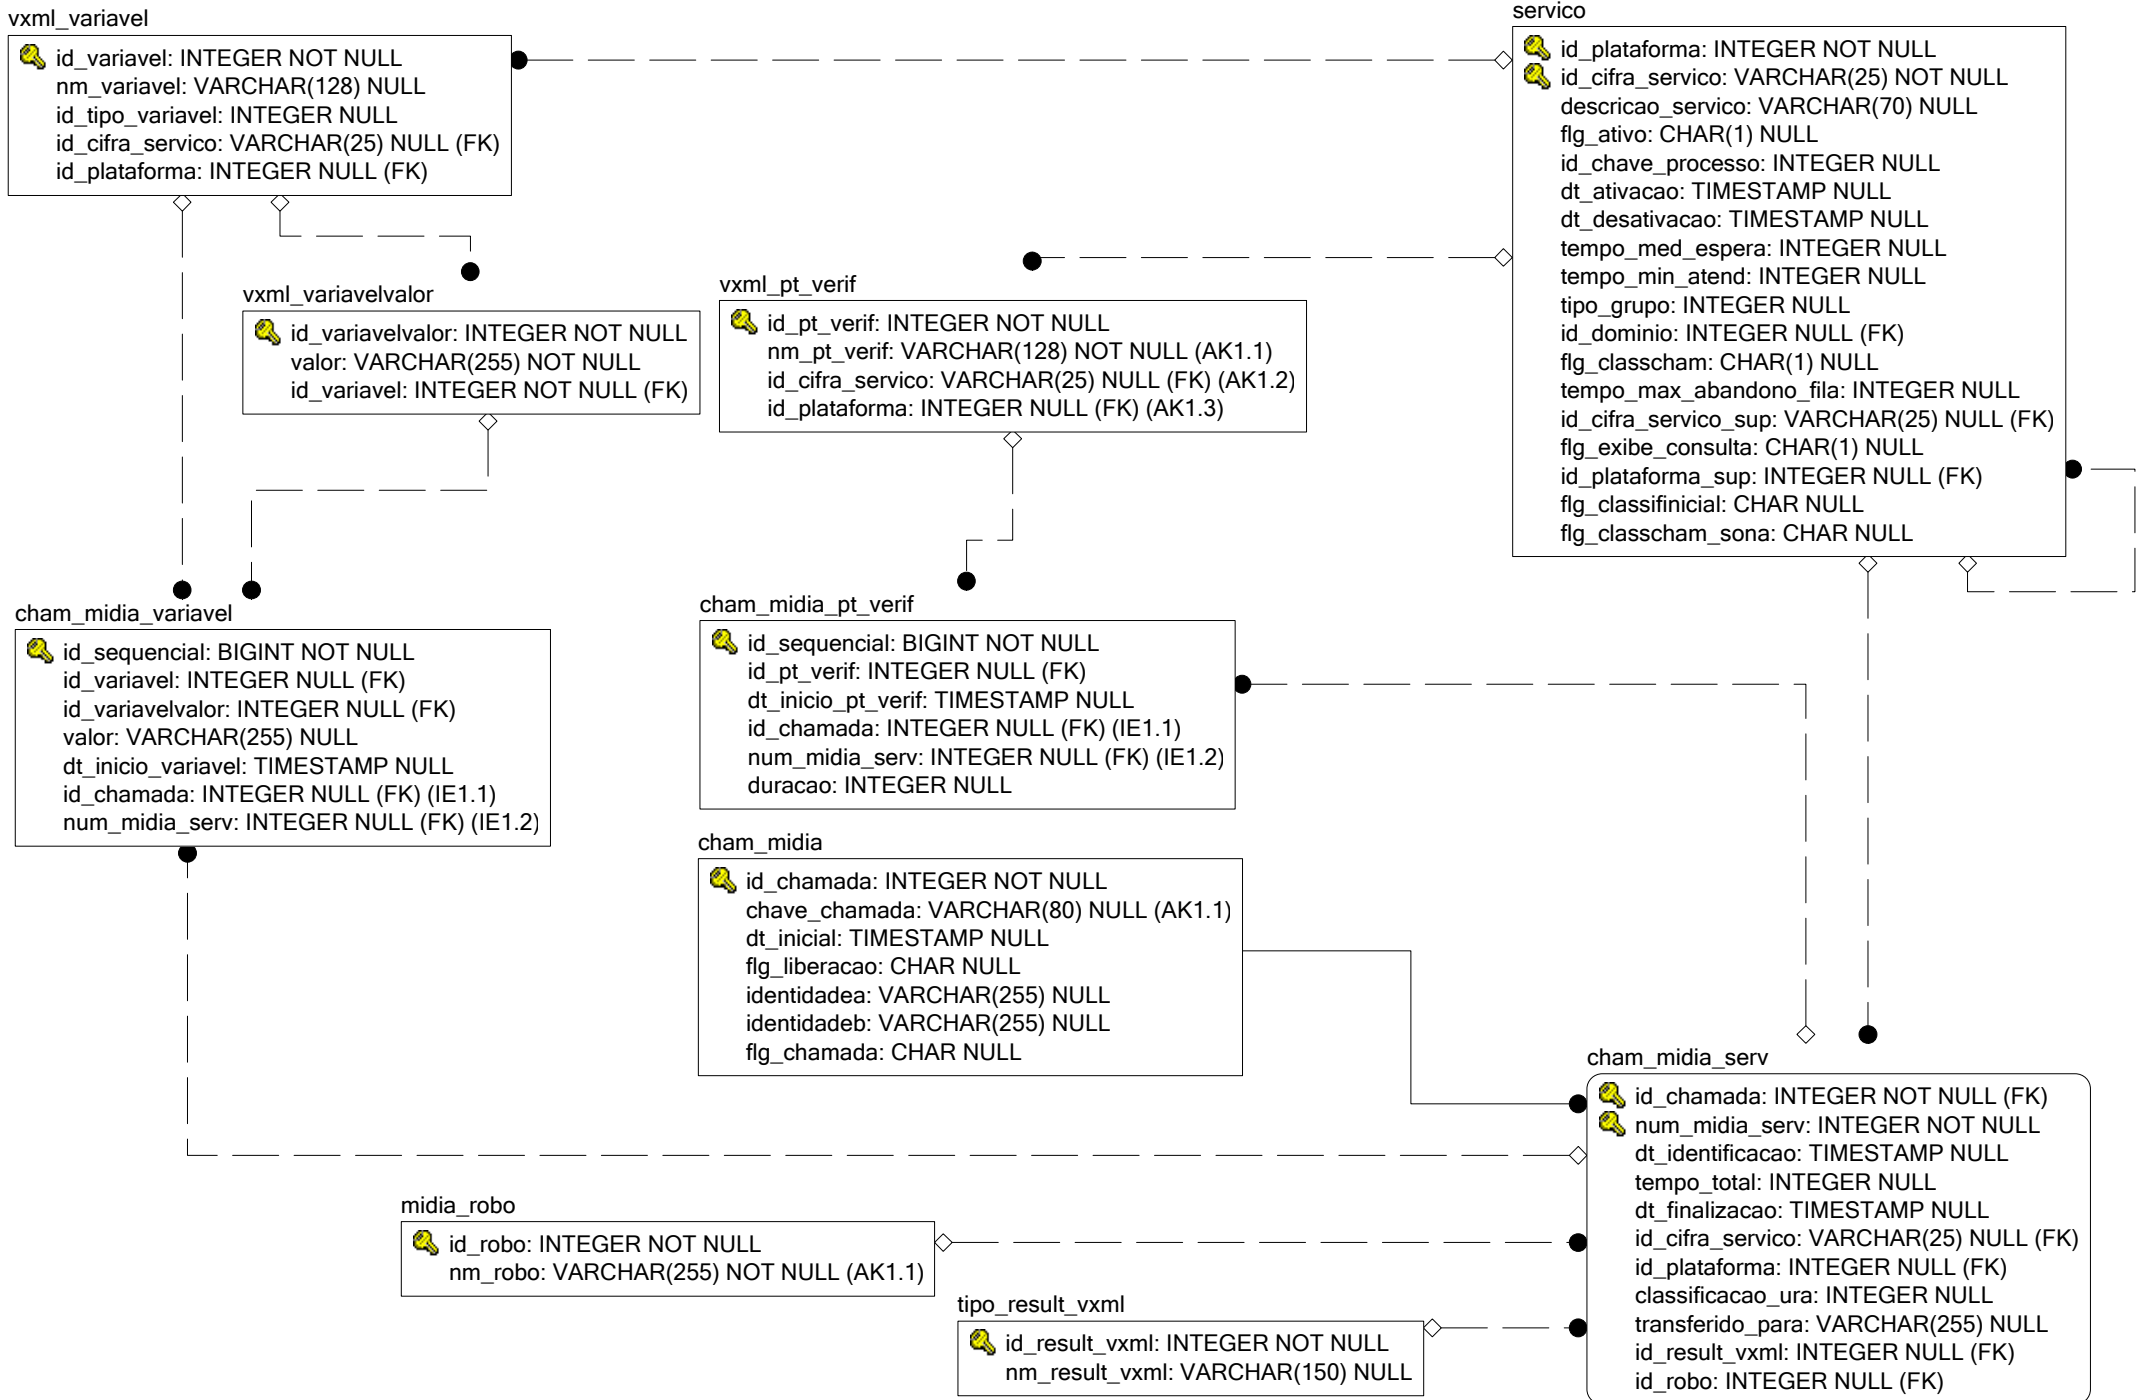 vxml_variavel
id_variavel: INTEGER NOT NULL
nm_variavel: VARCHAR(128) NULL
id_tipo_variavel: INTEGER NULL
id_cifra_servico: VARCHAR(25) NULL (FK)
id_plataforma: INTEGER NULL (FK)
servico
id_plataforma: INTEGER NOT NULL
id_cifra_servico: VARCHAR(25) NOT NULL
descricao_servico: VARCHAR(70) NULL
flg_ativo: CHAR(1) NULL
id_chave_processo: INTEGER NULL
dt_ativacao: TIMESTAMP NULL
dt_desativacao: TIMESTAMP NULL
tempo_med_espera: INTEGER NULL
tempo_min_atend: INTEGER NULL
tipo_grupo: INTEGER NULL
id_dominio: INTEGER NULL (FK)
flg_classcham: CHAR(1) NULL
tempo_max_abandono_fila: INTEGER NULL
id_cifra_servico_sup: VARCHAR(25) NULL (FK)
flg_exibe_consulta: CHAR(1) NULL
id_plataforma_sup: INTEGER NULL (FK)
flg_classifinicial: CHAR NULL
flg_classcham_sona: CHAR NULL
vxml_variavelvalor
id_variavelvalor: INTEGER NOT NULL
valor: VARCHAR(255) NOT NULL
id_variavel: INTEGER NOT NULL (FK)
vxml_pt_verif
id_pt_verif: INTEGER NOT NULL
nm_pt_verif: VARCHAR(128) NOT NULL (AK1.1)
id_cifra_servico: VARCHAR(25) NULL (FK) (AK1.2)
id_plataforma: INTEGER NULL (FK) (AK1.3)
cham_midia_variavel
id_sequencial: BIGINT NOT NULL
id_variavel: INTEGER NULL (FK)
id_variavelvalor: INTEGER NULL (FK)
valor: VARCHAR(255) NULL
dt_inicio_variavel: TIMESTAMP NULL
id_chamada: INTEGER NULL (FK) (IE1.1)
num_midia_serv: INTEGER NULL (FK) (IE1.2)
cham_midia_pt_verif
id_sequencial: BIGINT NOT NULL
id_pt_verif: INTEGER NULL (FK)
dt_inicio_pt_verif: TIMESTAMP NULL
id_chamada: INTEGER NULL (FK) (IE1.1)
num_midia_serv: INTEGER NULL (FK) (IE1.2)
duracao: INTEGER NULL
cham_midia
id_chamada: INTEGER NOT NULL
chave_chamada: VARCHAR(80) NULL (AK1.1)
dt_inicial: TIMESTAMP NULL
flg_liberacao: CHAR NULL
identidadea: VARCHAR(255) NULL
identidadeb: VARCHAR(255) NULL
flg_chamada: CHAR NULL
cham_midia_serv
id_chamada: INTEGER NOT NULL (FK)
num_midia_serv: INTEGER NOT NULL
dt_identificacao: TIMESTAMP NULL
tempo_total: INTEGER NULL
dt_finalizacao: TIMESTAMP NULL
id_cifra_servico: VARCHAR(25) NULL (FK)
id_plataforma: INTEGER NULL (FK)
classificacao_ura: INTEGER NULL
transferido_para: VARCHAR(255) NULL
id_result_vxml: INTEGER NULL (FK)
id_robo: INTEGER NULL (FK)
midia_robo
id_robo: INTEGER NOT NULL
nm_robo: VARCHAR(255) NOT NULL (AK1.1)
tipo_result_vxml
id_result_vxml: INTEGER NOT NULL
nm_result_vxml: VARCHAR(150) NULL